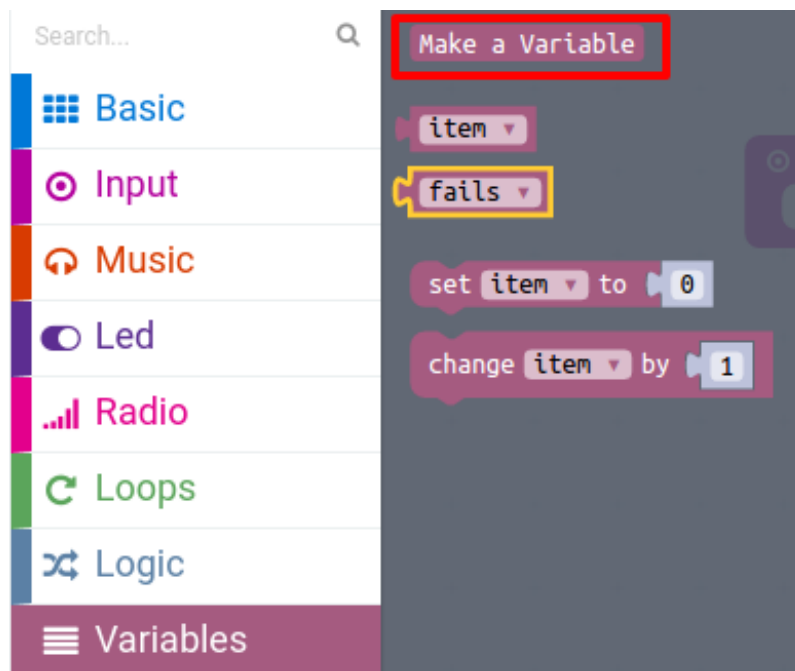 Search...
Basic
Input
Music
Led
Radio
Loops
Logic
Variables
Make a Variable
item
fails
set item to 0
change item by 1